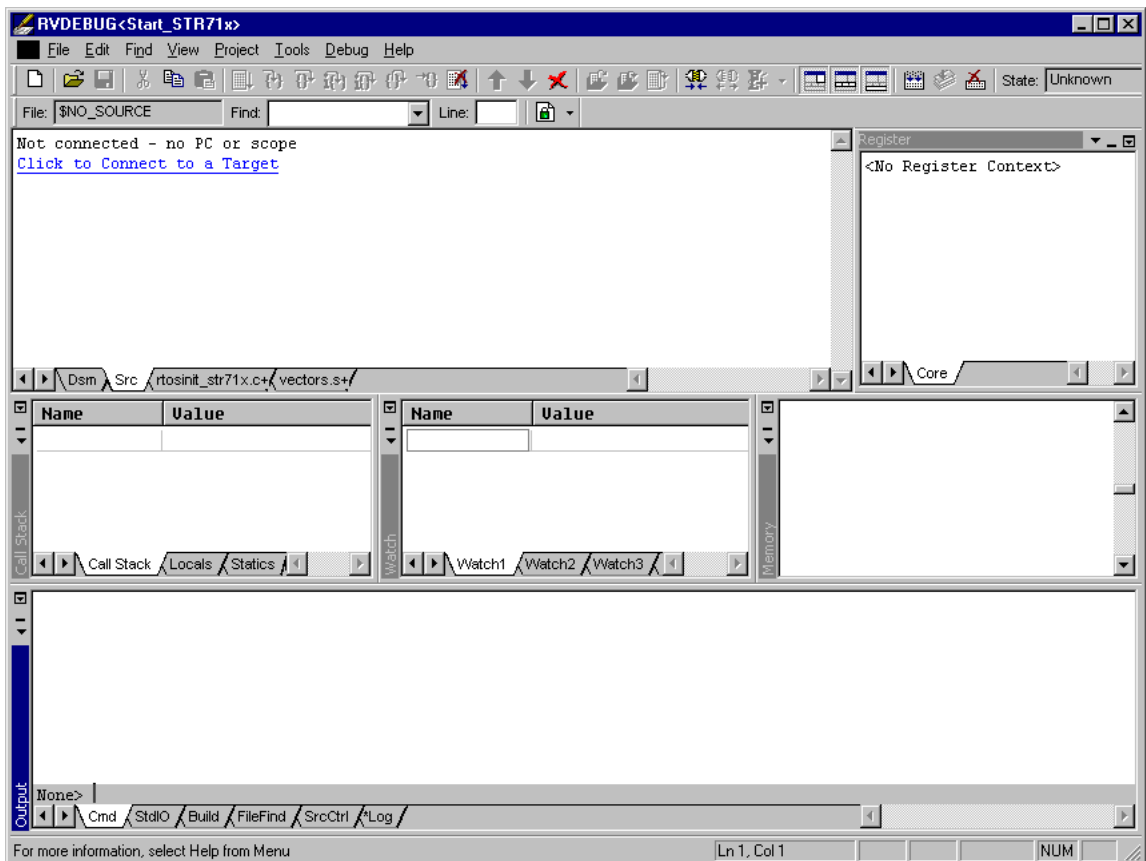 RVDEBUG<Start_STR71x>
File Edit Find View Project Tools Debug Help
State: Unknown
File: $NO_SOURCE Find: Line:
Not connected - no PC or scope
Click to Connect to a Target
Register
<No Register Context>
Dsm Src rtosinit_str71x.c+ vectors.s+
Core
Name Value
Name Value
Call Stack
Watch
Memory
Call Stack Locals Statics
Watch1 Watch2 Watch3
Output
None>
Cmd StdIO Build FileFind SrcCtrl *Log
For more information, select Help from Menu Ln 1, Col 1 NUM